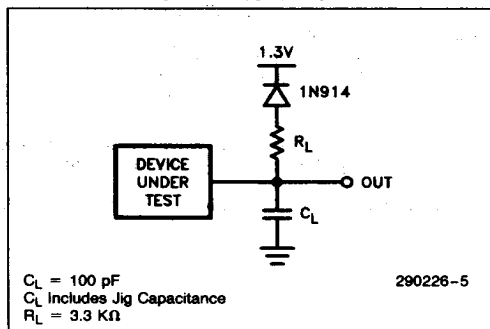 1.3V
1N914
R_L
DEVICE
UNDER
TEST
OUT
C_L
C_L = 100 pF
C_L Includes Jig Capacitance
R_L = 3.3 KΩ
290226-5